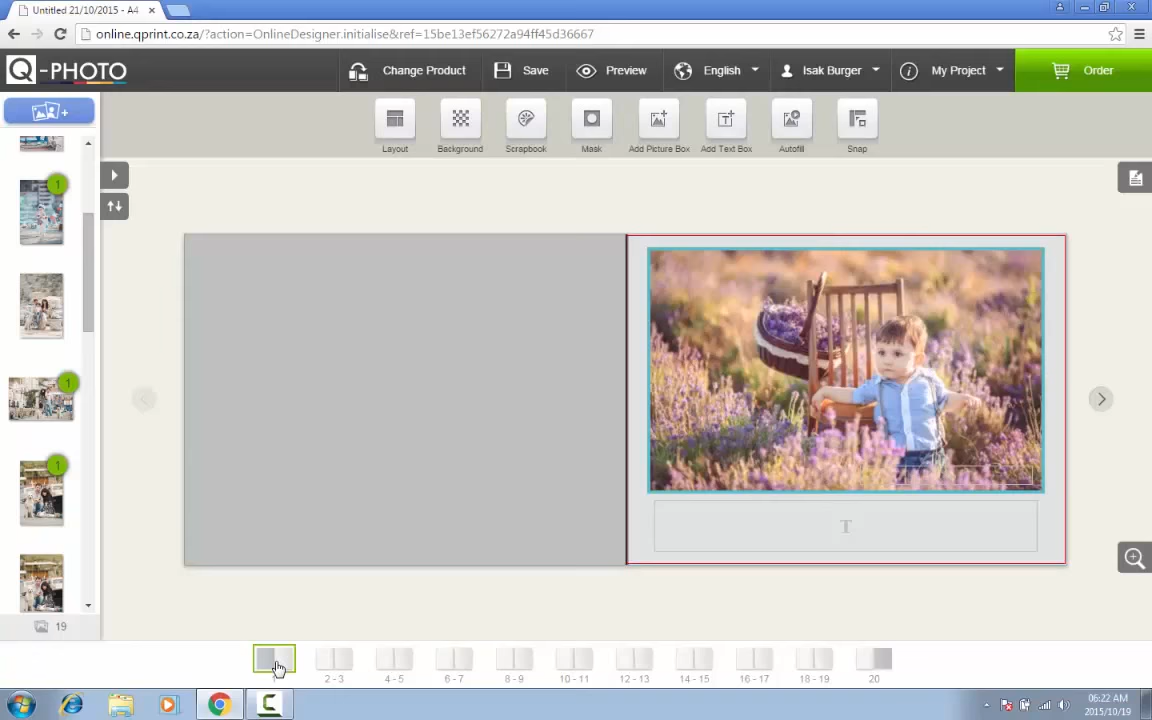 Untitled 21/10/2015 - A4
online.qprint.co.za/?action=OnlineDesigner.initialise&ref=15be13ef56272a94ff45d36667
Q-PHOTO
Change Product
Save
Preview
English
Isak Burger
My Project
Order
Layout
Background
Scrapbook
Mask
Add Picture Box
Add Text Box
Autofill
Snap
1
1
1
T
19
2 - 3
4 - 5
6 - 7
8 - 9
10 - 11
12 - 13
14 - 15
16 - 17
18 - 19
20
06:22 AM
2015/10/19